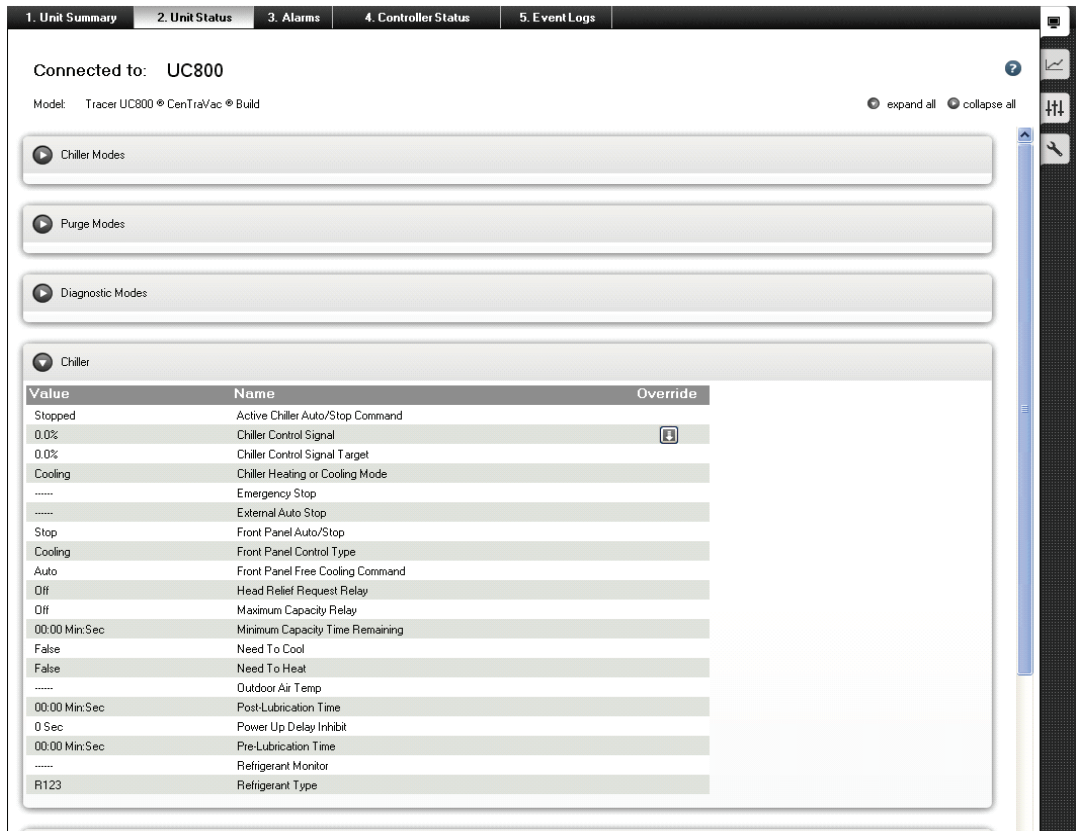 1. Unit Summary 2. Unit Status 3. Alarms 4. Controller Status 5. Event Logs
Connected to: UC800
Model: Tracer UC800 ® CenTraVac ® Build expand all collapse all
Chiller Modes
Purge Modes
Diagnostic Modes
Chiller
Value Name Override
Stopped Active Chiller Auto/Stop Command
0.0% Chiller Control Signal
0.0% Chiller Control Signal Target
Cooling Chiller Heating or Cooling Mode
------ Emergency Stop
------ External Auto Stop
Stop Front Panel Auto/Stop
Cooling Front Panel Control Type
Auto Front Panel Free Cooling Command
Off Head Relief Request Relay
Off Maximum Capacity Relay
00:00 Min:Sec Minimum Capacity Time Remaining
False Need To Cool
False Need To Heat
------ Outdoor Air Temp
00:00 Min:Sec Post-Lubrication Time
0 Sec Power Up Delay Inhibit
00:00 Min:Sec Pre-Lubrication Time
------ Refrigerant Monitor
R123 Refrigerant Type